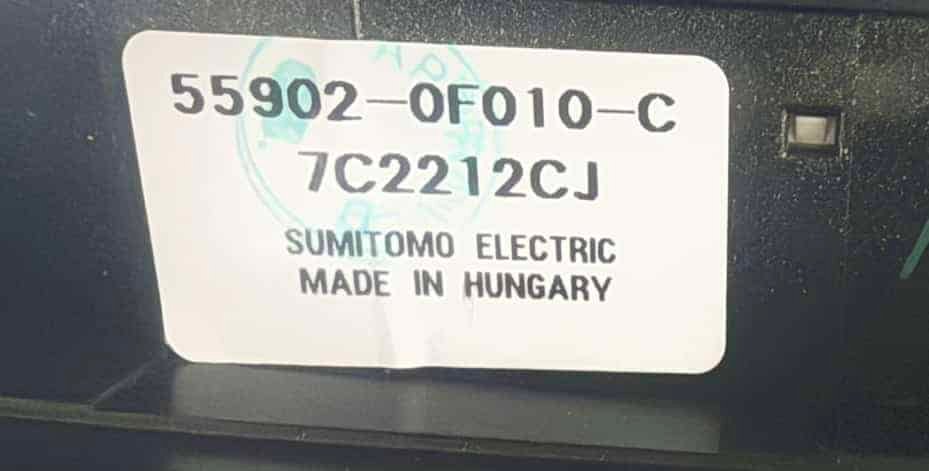 55902-0F010-C
7C2212CJ
SUMITOMO ELECTRIC
MADE IN HUNGARY